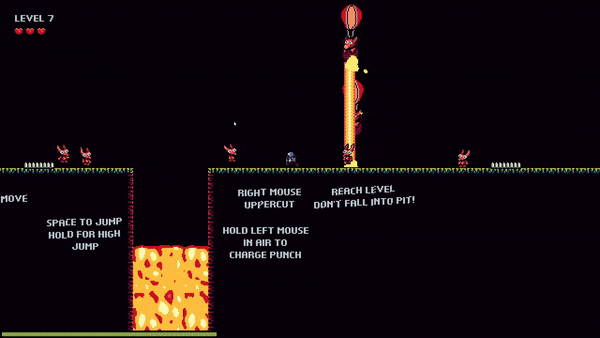 LEVEL 7
MOVE
SPACE TO JUMP
HOLD FOR HIGH
JUMP
RIGHT MOUSE
UPPERCUT
HOLD LEFT MOUSE
IN AIR TO
CHARGE PUNCH
REACH LEVEL
DON'T FALL INTO PIT!